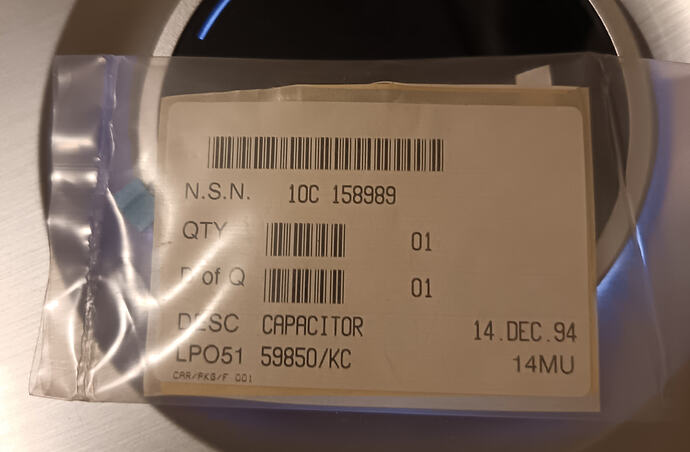 N.S.N. 10C 158989
QTY 01
D of Q 01
DESC CAPACITOR 14.DEC.94
LPO51 59850/KC 14MU
CAR/PKG/F 001